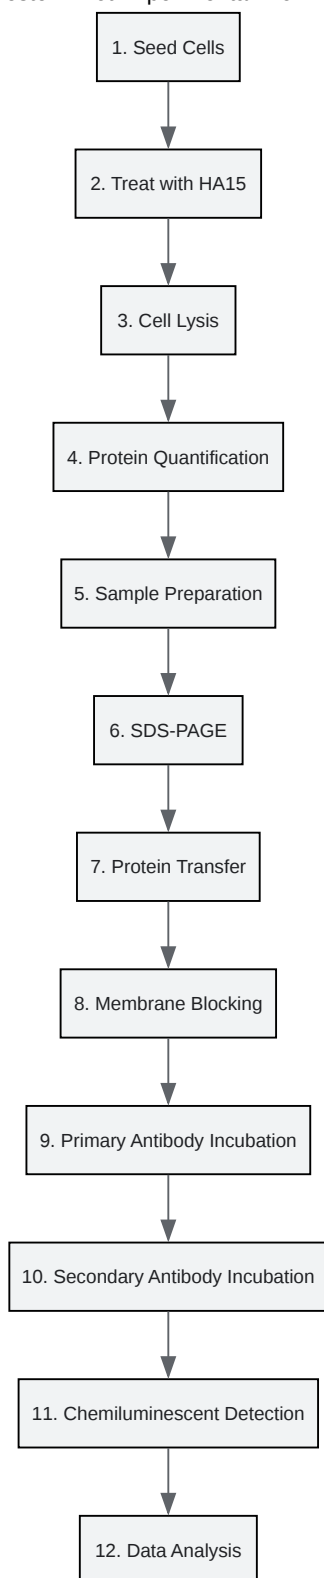 1. Seed Cells
2. Treat with HA15
3. Cell Lysis
4. Protein Quantification
5. Sample Preparation
6. SDS-PAGE
7. Protein Transfer
8. Membrane Blocking
9. Primary Antibody Incubation
10. Secondary Antibody Incubation
11. Chemiluminescent Detection
12. Data Analysis